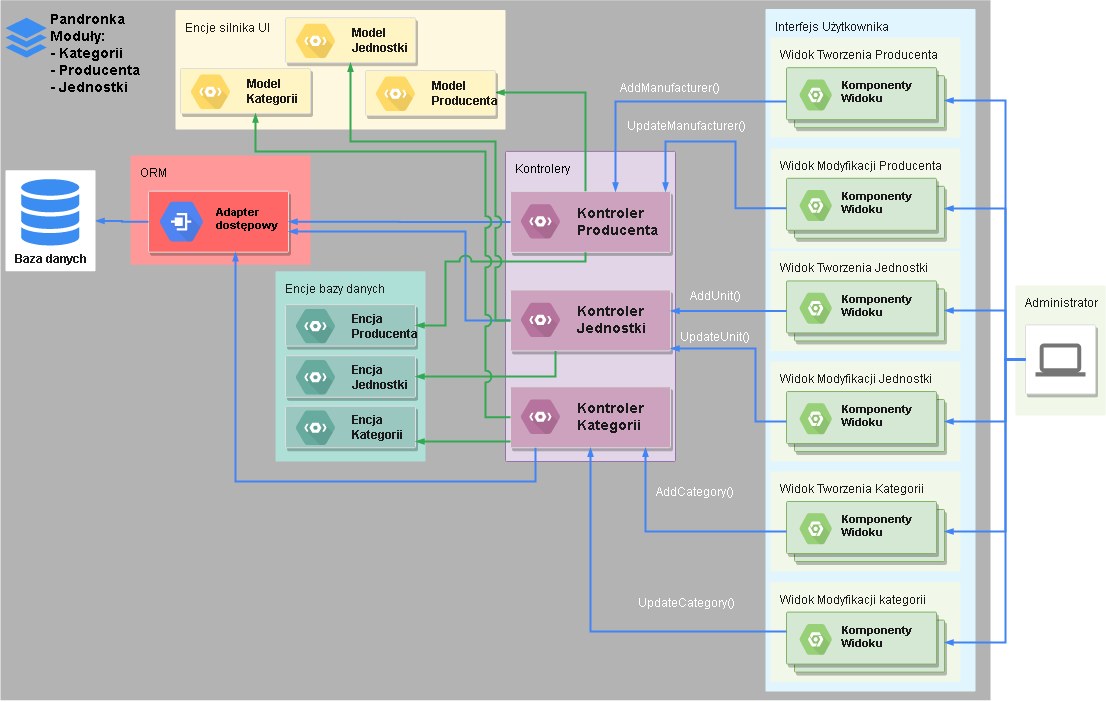 Pandronka
Moduły:
- Kategorii
- Producenta
- Jednostki
Encje silnika UI
Model
Jednostki
Model
Kategorii
Model
Producenta
ORM
Adapter
dostępowy
Baza danych
Encje bazy danych
Encja
Producenta
Encja
Jednostki
Encja
Kategorii
Kontrolery
Kontroler
Producenta
Kontroler
Jednostki
Kontroler
Kategorii
AddManufacturer()
UpdateManufacturer()
AddUnit()
UpdateUnit()
AddCategory()
UpdateCategory()
Interfejs Użytkownika
Widok Tworzenia Producenta
Komponenty
Widoku
Widok Modyfikacji Producenta
Komponenty
Widoku
Widok Tworzenia Jednostki
Komponenty
Widoku
Widok Modyfikacji Jednostki
Komponenty
Widoku
Widok Tworzenia Kategorii
Komponenty
Widoku
Widok Modyfikacji kategorii
Komponenty
Widoku
Administrator